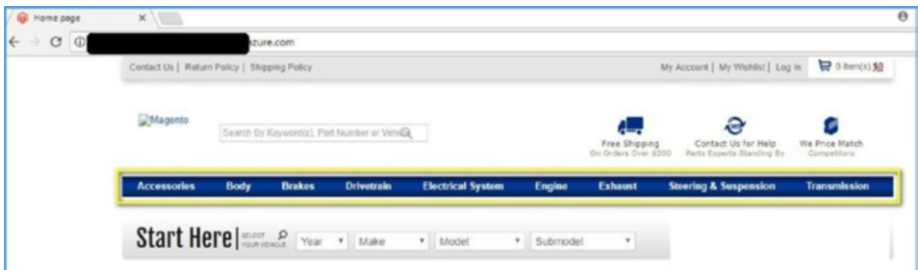 Home page
zure.com
Contact Us | Return Policy | Shipping Policy My Account | My Wishlist | Log In 0 Item(s) $0
Magento
Search By Keyword(s), Part Number or Vehi
Free Shipping Contact Us for Help We Price Match
On Orders Over $200 Parts Experts Standing By Competitors
Accessories Body Brakes Drivetrain Electrical System Engine Exhaust Steering & Suspension Transmission
Start Here | SELECT YOUR VEHICLE Year Make Model Submodel